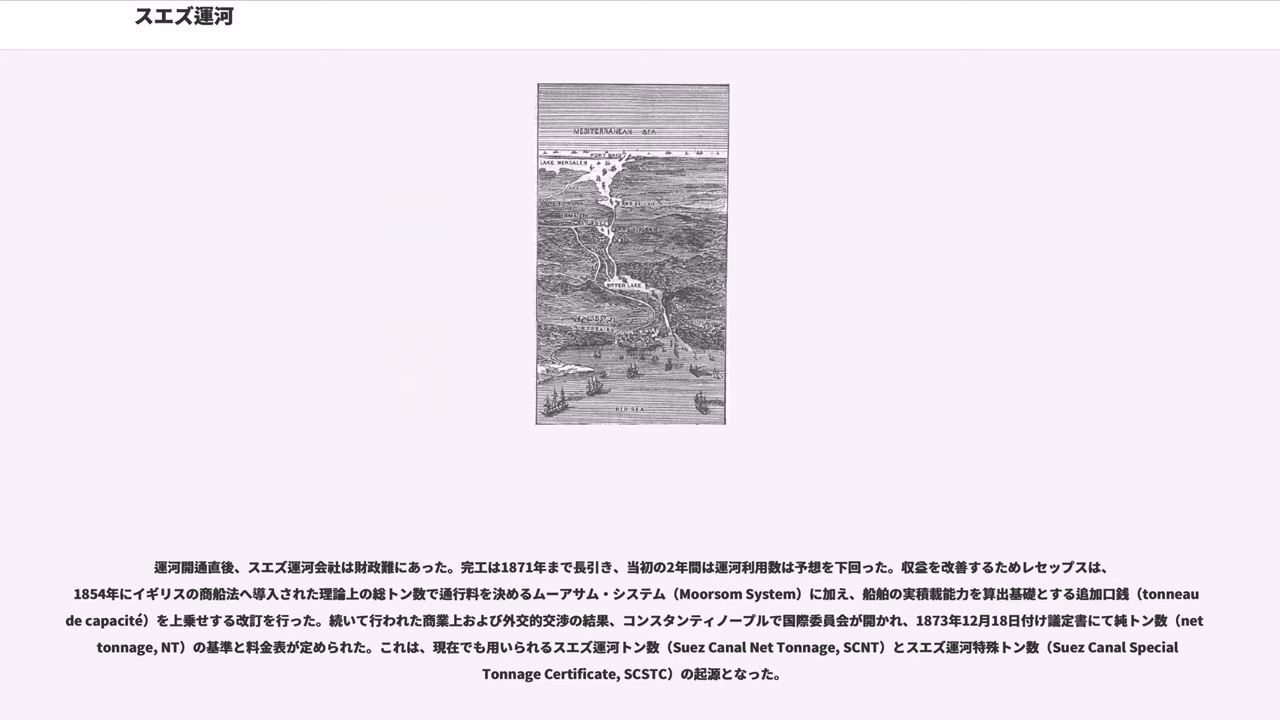 スエズ運河
MEDITERRANEAN SEA
PORT SAID
LAKE MENZALEH
BITTER LAKE
RED SEA
運河開通直後、スエズ運河会社は財政難にあった。完工は1871年まで長引き、当初の2年間は運河利用数は予想を下回った。収益を改善するためレセップスは、
1854年にイギリスの商船法へ導入された理論上の総トン数で通行料を決めるムーアサム・システム（Moorsom System）に加え、船舶の実積載能力を算出基礎とする追加口銭（tonneau
de capacité）を上乗せする改訂を行った。続いて行われた商業上および外交的交渉の結果、コンスタンティノープルで国際委員会が開かれ、1873年12月18日付け議定書にて純トン数（net
tonnage, NT）の基準と料金表が定められた。これは、現在でも用いられるスエズ運河トン数（Suez Canal Net Tonnage, SCNT）とスエズ運河特殊トン数（Suez Canal Special
Tonnage Certificate, SCSTC）の起源となった。